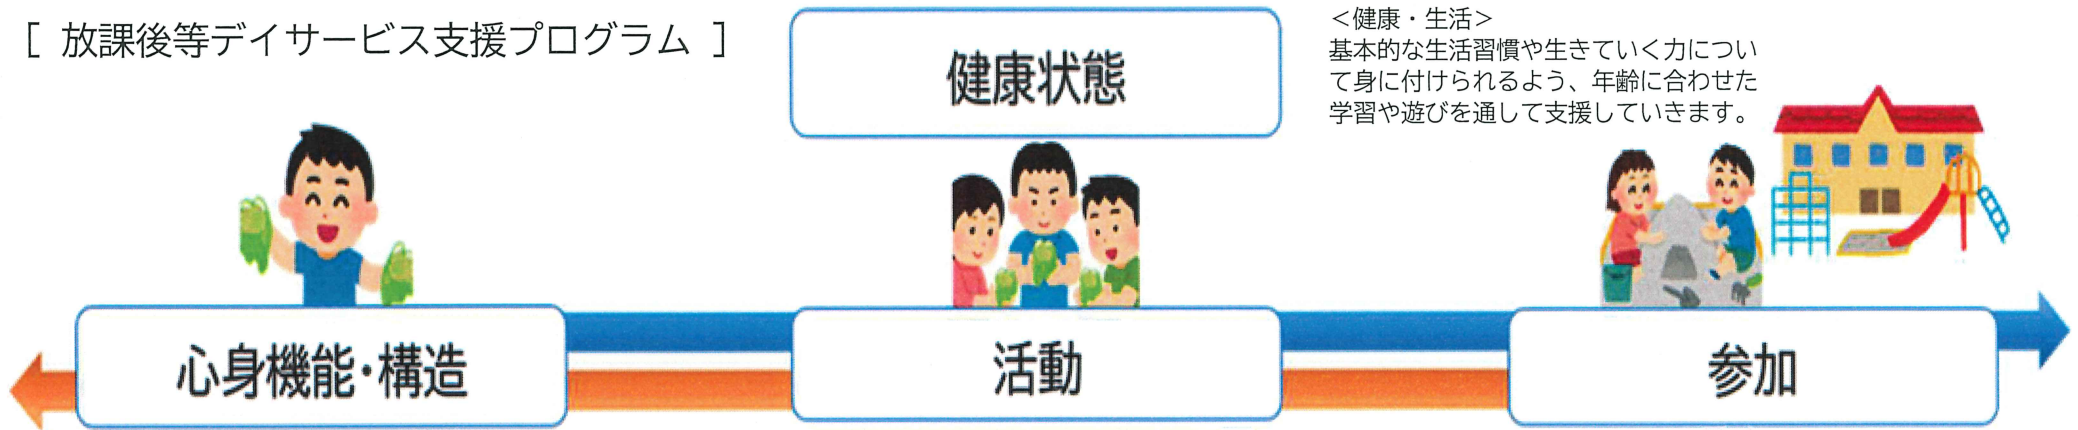 [ 放課後等デイサービス支援プログラム ]
健康状態
＜健康・生活＞
基本的な生活習慣や生きていく力につい
て身に付けられるよう、年齢に合わせた
学習や遊びを通して支援していきます。
心身機能・構造
活動
参加